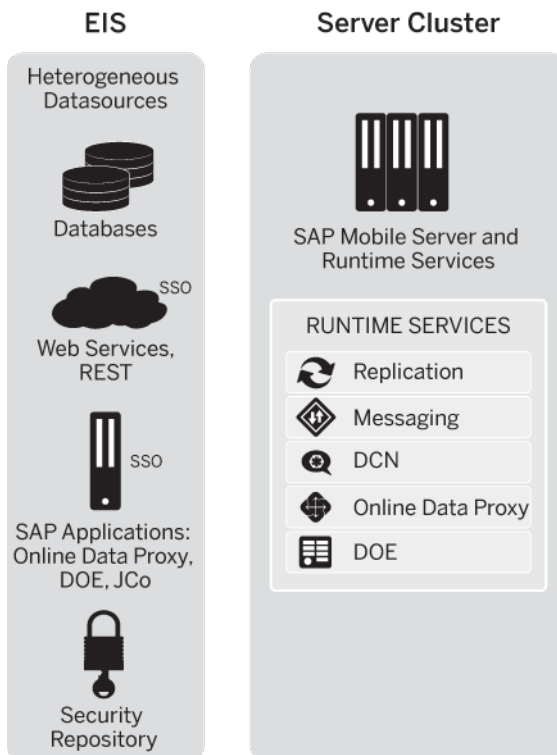 EIS
Heterogeneous
Datasources
Databases
SSO
Web Services,
REST
SSO
SAP Applications:
Online Data Proxy,
DOE, JCo
Security
Repository
Server Cluster
SAP Mobile Server and
Runtime Services
RUNTIME SERVICES
Replication
Messaging
DCN
Online Data Proxy
DOE